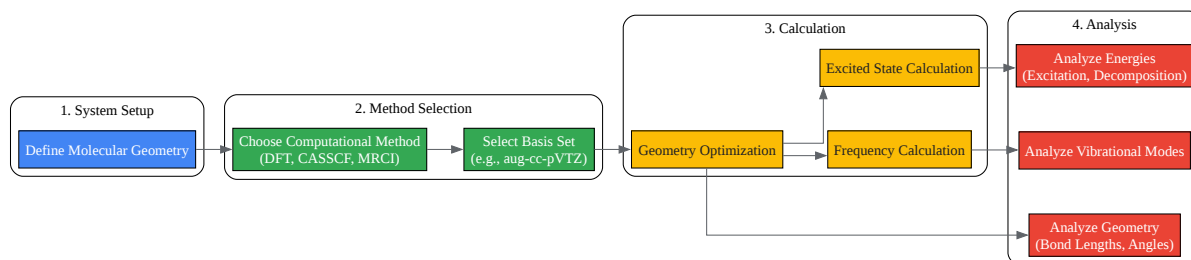 1. System Setup
Define Molecular Geometry
2. Method Selection
Choose Computational Method
(DFT, CASSCF, MRCI)
Select Basis Set
(e.g., aug-cc-pVTZ)
3. Calculation
Excited State Calculation
Geometry Optimization
Frequency Calculation
4. Analysis
Analyze Energies
(Excitation, Decomposition)
Analyze Vibrational Modes
Analyze Geometry
(Bond Lengths, Angles)